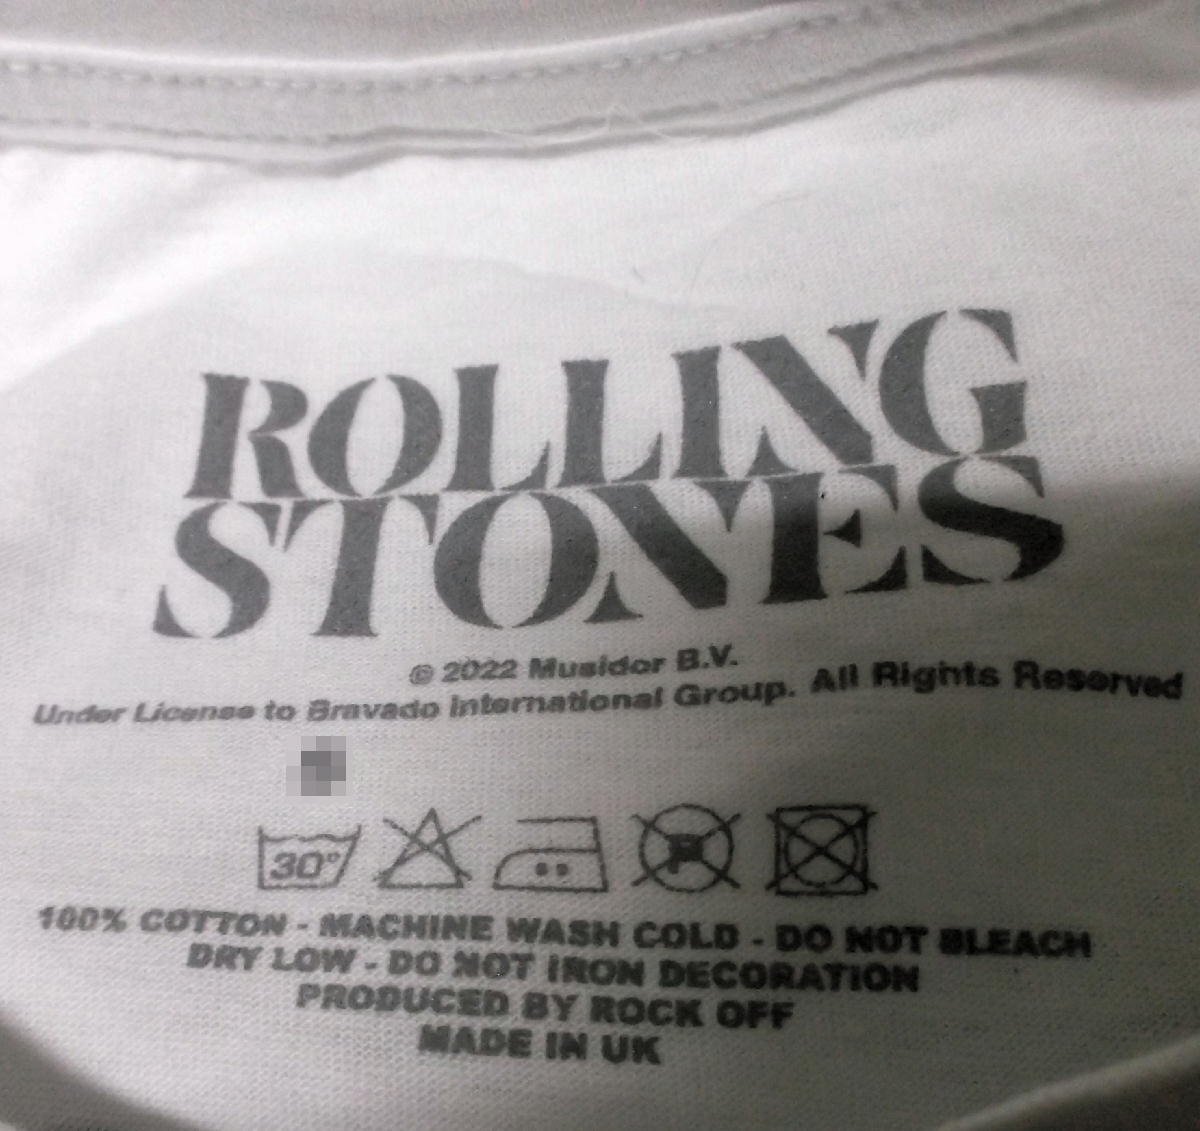 ROLLING
STONES
© 2022 Musidor B.V.
Under License to Bravado International Group. All Rights Reserved
30°
P
100% COTTON - MACHINE WASH COLD - DO NOT BLEACH
DRY LOW - DO NOT IRON DECORATION
PRODUCED BY ROCK OFF
MADE IN UK